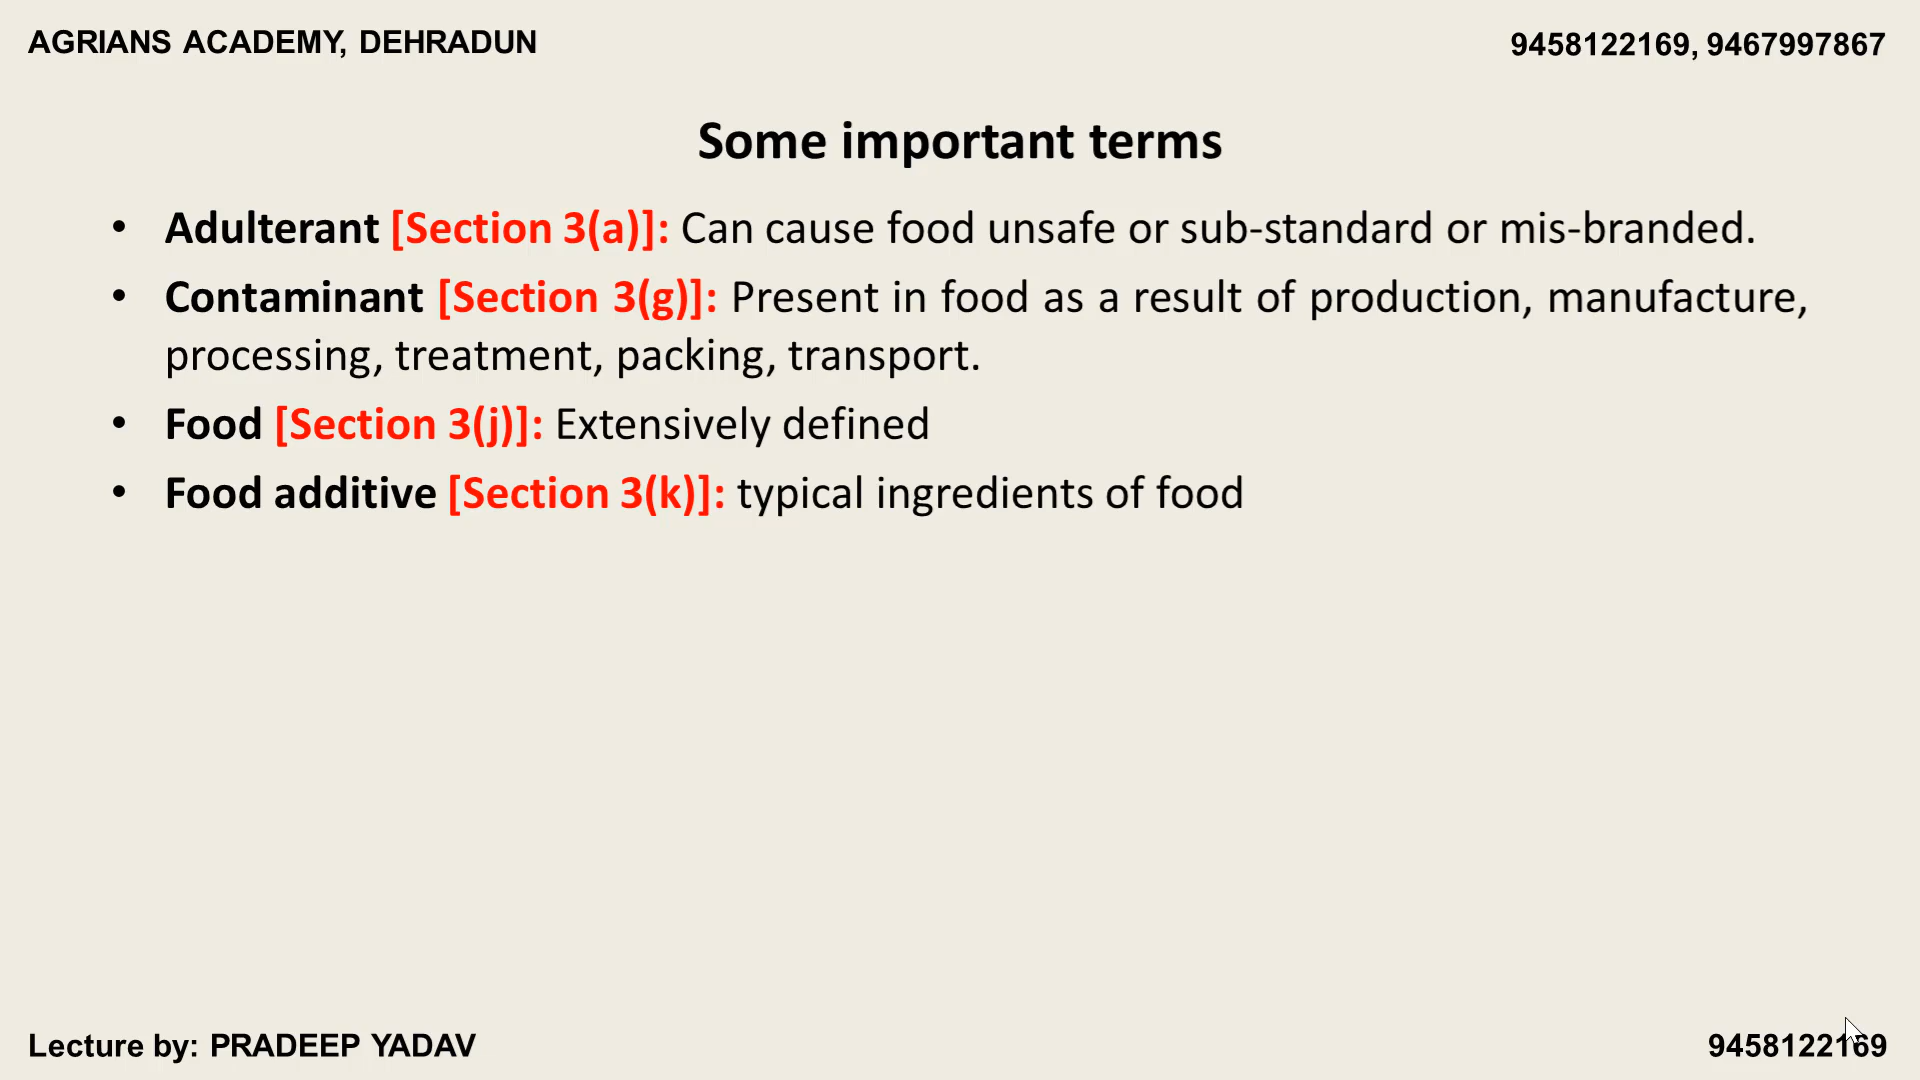 AGRIANS ACADEMY, DEHRADUN
9458122169, 9467997867
Some important terms
• Adulterant [Section 3(a)]: Can cause food unsafe or sub-standard or mis-branded.
• Contaminant [Section 3(g)]: Present in food as a result of production, manufacture,
processing, treatment, packing, transport.
• Food [Section 3(j)]: Extensively defined
• Food additive [Section 3(k)]: typical ingredients of food
Lecture by: PRADEEP YADAV
9458122169